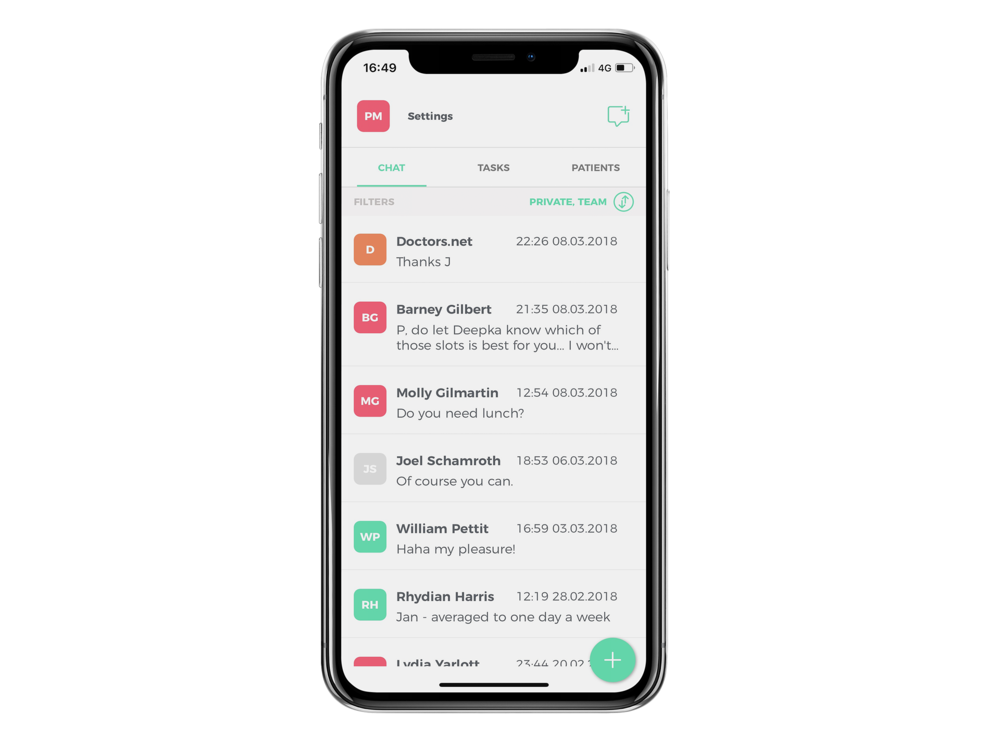 16:49
4G
PM
Settings
CHAT
TASKS
PATIENTS
FILTERS
PRIVATE, TEAM
D
Doctors.net
22:26 08.03.2018
Thanks J
BG
Barney Gilbert
21:35 08.03.2018
P, do let Deepka know which of
those slots is best for you... I won't...
MG
Molly Gilmartin
12:54 08.03.2018
Do you need lunch?
JS
Joel Schamroth
18:53 06.03.2018
Of course you can.
WP
William Pettit
16:59 03.03.2018
Haha my pleasure!
RH
Rhydian Harris
12:19 28.02.2018
Jan - averaged to one day a week
Lydia Yarlott
23:44 20.02.